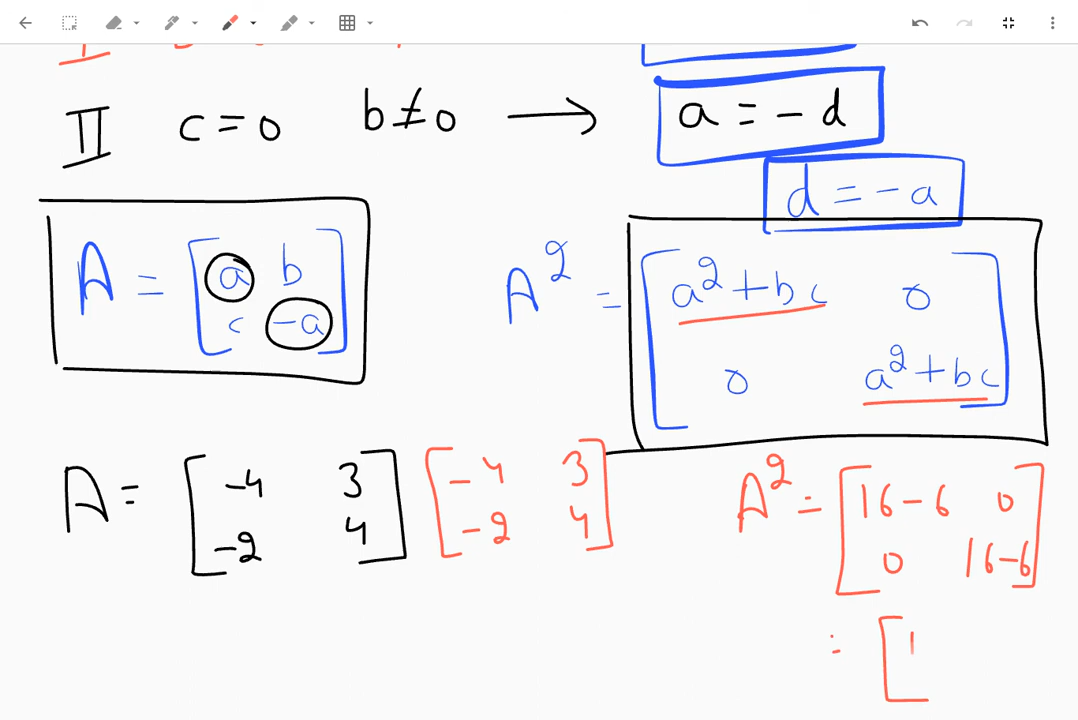 II c = 0 b ≠ 0 → a = - d
d = - a
A = [ a b
c -a ]
A² = [ a² + bc 0
0 a² + bc ]
A = [ -4 3
-2 4 ] [ -4 3
-2 4 ]
A² = [ 16 - 6 0
0 16 - 6 ]
= [ 1